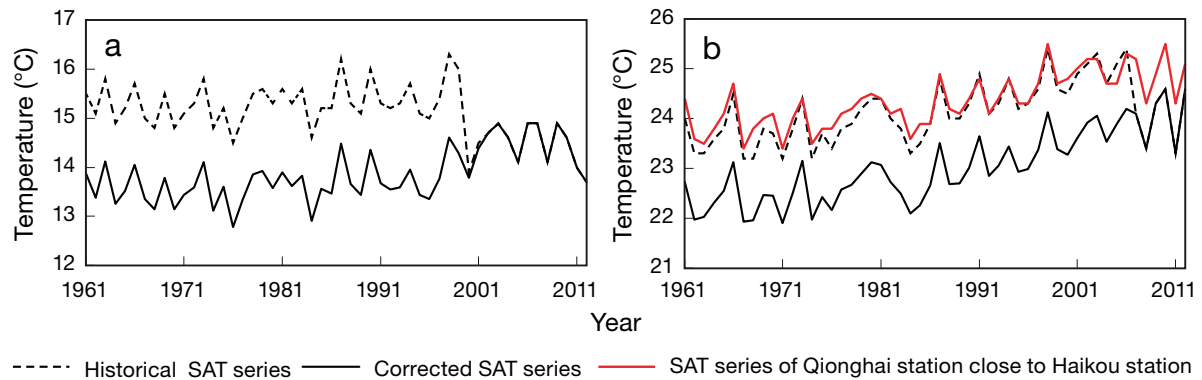 a
Temperature (°C)
17
16
15
14
13
12
1961 1971 1981 1991 2001 2011
b
Temperature (°C)
26
25
24
23
22
21
1961 1971 1981 1991 2001 2011
Year
Historical SAT series Corrected SAT series SAT series of Qionghai station close to Haikou station